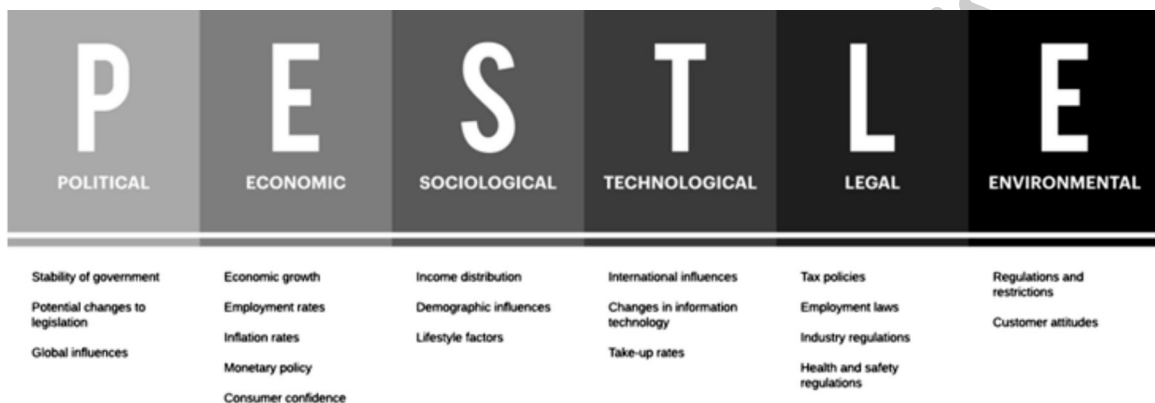 P
POLITICAL
Stability of government
Potential changes to
legislation
Global influences
E
ECONOMIC
Economic growth
Employment rates
Inflation rates
Monetary policy
Consumer confidence
S
SOCIOLOGICAL
Income distribution
Demographic influences
Lifestyle factors
T
TECHNOLOGICAL
International influences
Changes in information
technology
Take-up rates
L
LEGAL
Tax policies
Employment laws
Industry regulations
Health and safety
regulations
E
ENVIRONMENTAL
Regulations and
restrictions
Customer attitudes